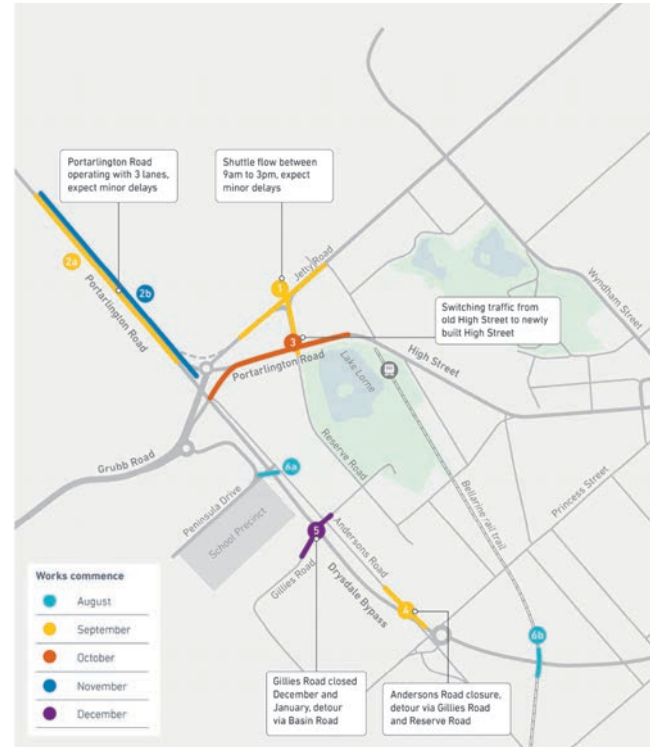 Portarlington Road
operating with 3 lanes,
expect minor delays
Shuttle flow between
9am to 3pm, expect
minor delays
2a
2b
Portarlington Road
1
Jetty Road
Wyndham Street
Switching traffic from
old High Street to newly
built High Street
3
Portarlington Road
Lake Lorne
High Street
Grubb Road
Reserve Road
6a
Peninsula Drive
School Precinct
Bellarine rail trail
Princess Street
5
Andersons Road
Gillies Road
Drysdale Bypass
4
6b
Works commence
August
September
October
November
December
Gillies Road closed
December and
January, detour
via Basin Road
Andersons Road closure,
detour via Gillies Road
and Reserve Road